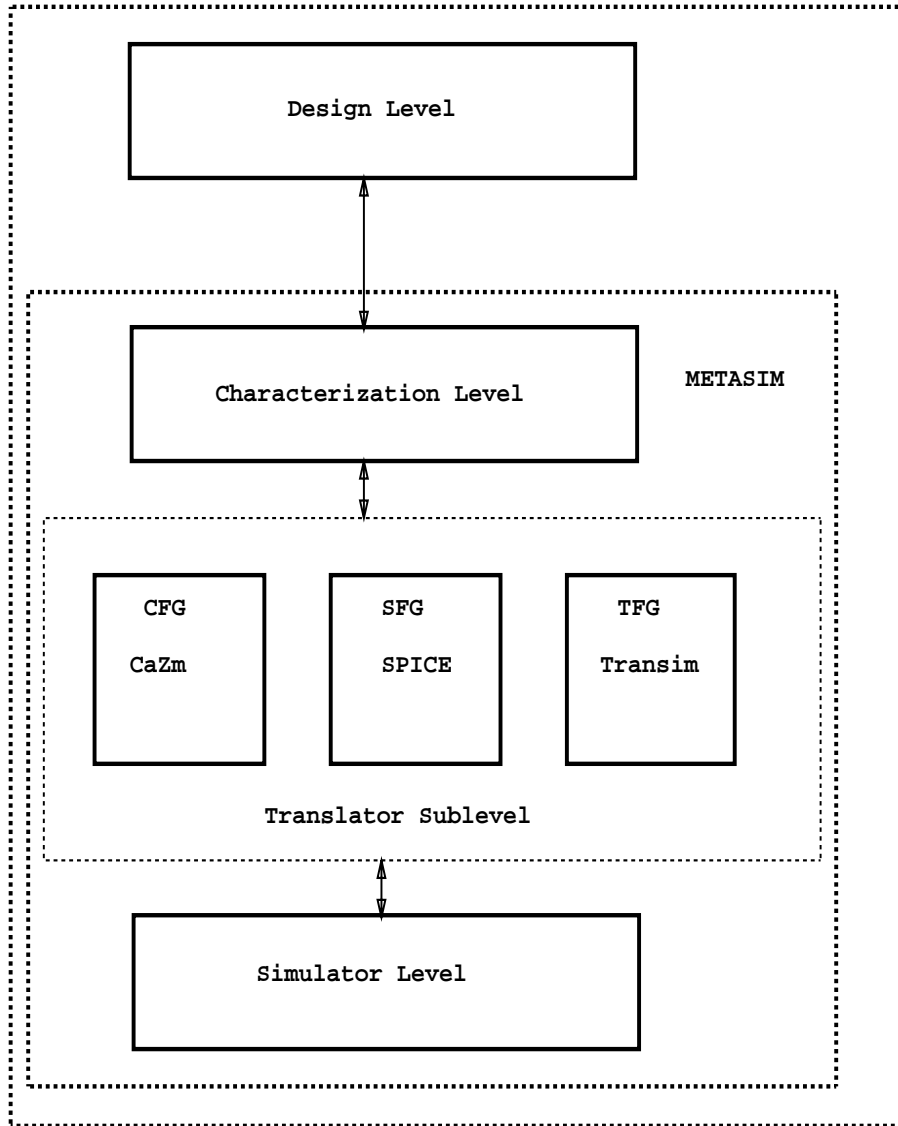 Design Level
METASIM
Characterization Level
CFG
CaZm
SFG
SPICE
TFG
Transim
Translator Sublevel
Simulator Level